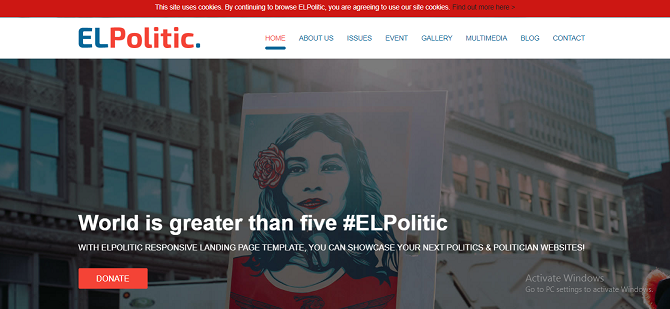 This site uses cookies. By continuing to browse ELPolitic, you are agreeing to use our site cookies. Find out more here >
ELPolitic.
HOME ABOUT US ISSUES EVENT GALLERY MULTIMEDIA BLOG CONTACT
World is greater than five #ELPolitic
WITH ELPOLITIC RESPONSIVE LANDING PAGE TEMPLATE, YOU CAN SHOWCASE YOUR NEXT POLITICS & POLITICIAN WEBSITES!
DONATE
Activate Windows
Go to PC settings to activate Windows.